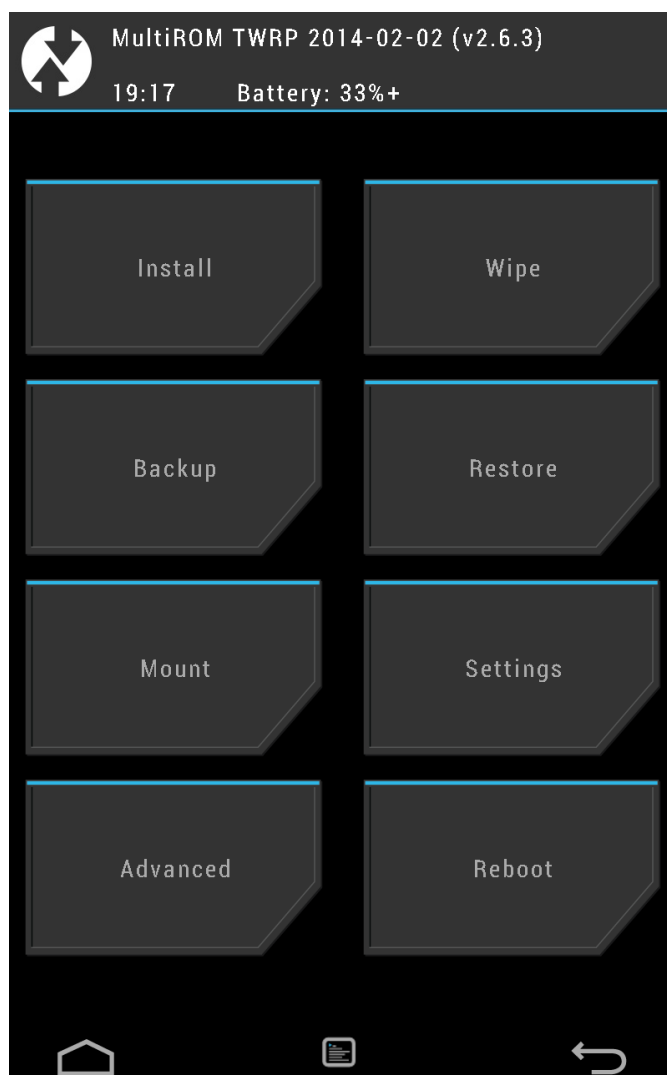 MultiROM TWRP 2014-02-02 (v2.6.3)
19:17 Battery: 33%+
Install Wipe
Backup Restore
Mount Settings
Advanced Reboot